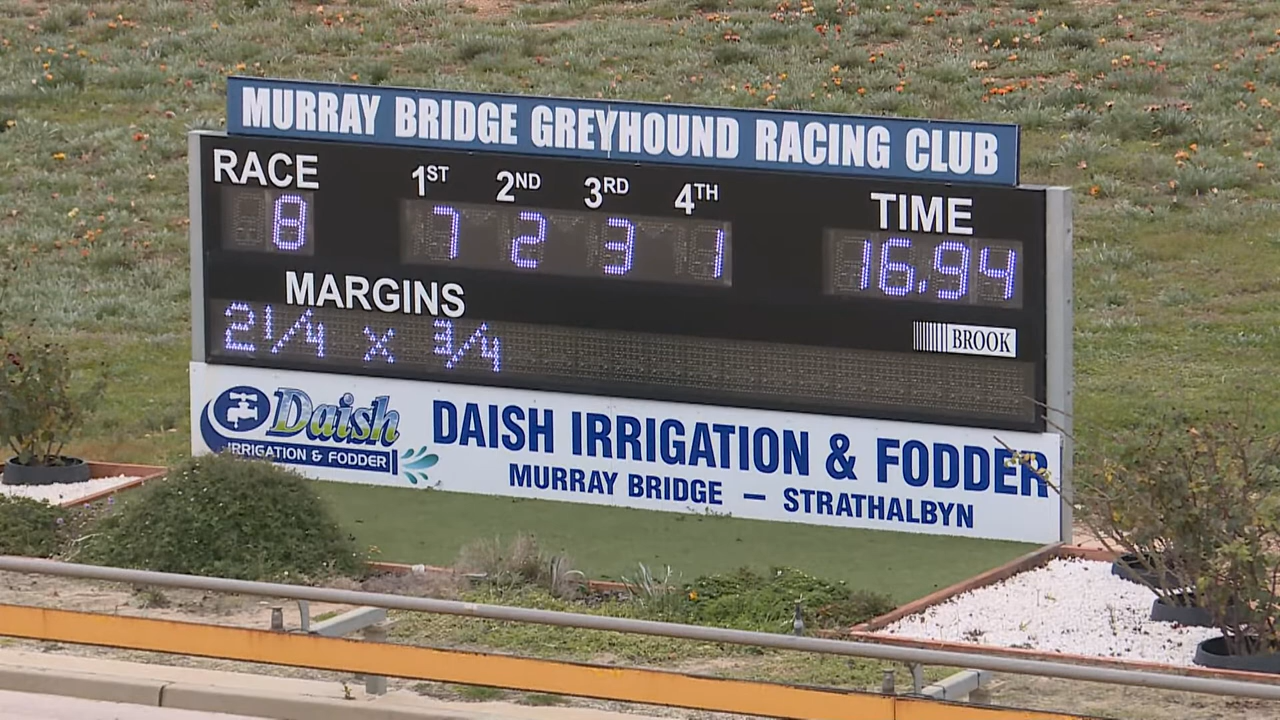 MURRAY BRIDGE GREYHOUND RACING CLUB
RACE 1ST 2ND 3RD 4TH TIME
8 7 2 3 1 16.94
MARGINS
2 1/4 x 3/4
BROOK
Daish
IRRIGATION & FODDER
DAISH IRRIGATION & FODDER
MURRAY BRIDGE — STRATHALBYN